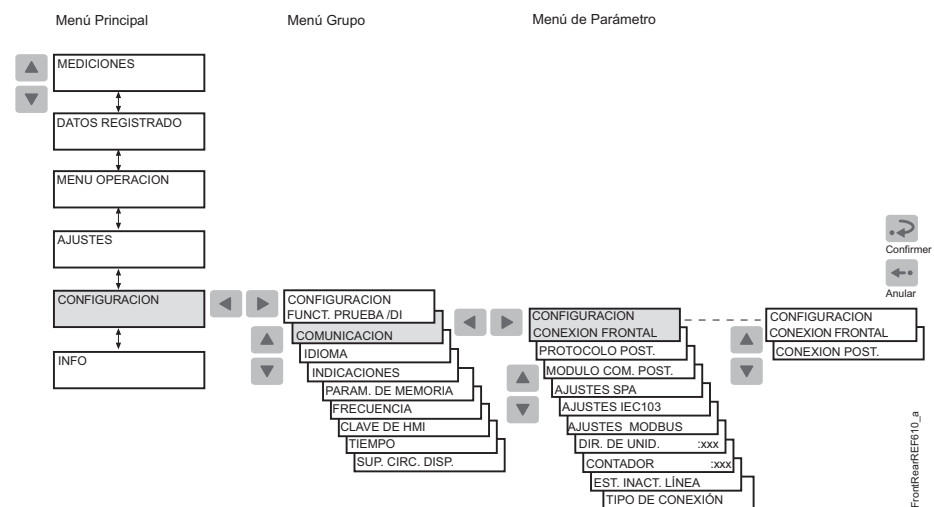 Menú Principal
Menú Grupo
Menú de Parámetro
MEDICIONES
DATOS REGISTRADO
MENU OPERACION
AJUSTES
CONFIGURACION
INFO
CONFIGURACION
FUNCT. PRUEBA /DI
COMUNICACION
IDIOMA
INDICACIONES
PARAM. DE MEMORIA
FRECUENCIA
CLAVE DE HMI
TIEMPO
SUP. CIRC. DISP.
CONFIGURACION
CONEXION FRONTAL
PROTOCOLO POST.
MODULO COM. POST.
AJUSTES SPA
AJUSTES IEC103
AJUSTES MODBUS
DIR. DE UNID. :xxx
CONTADOR :xxx
EST. INACT. LÍNEA
TIPO DE CONEXIÓN
Confirmer
Anular
CONFIGURACION
CONEXION FRONTAL
CONEXION POST.
FrontRearREF610_a